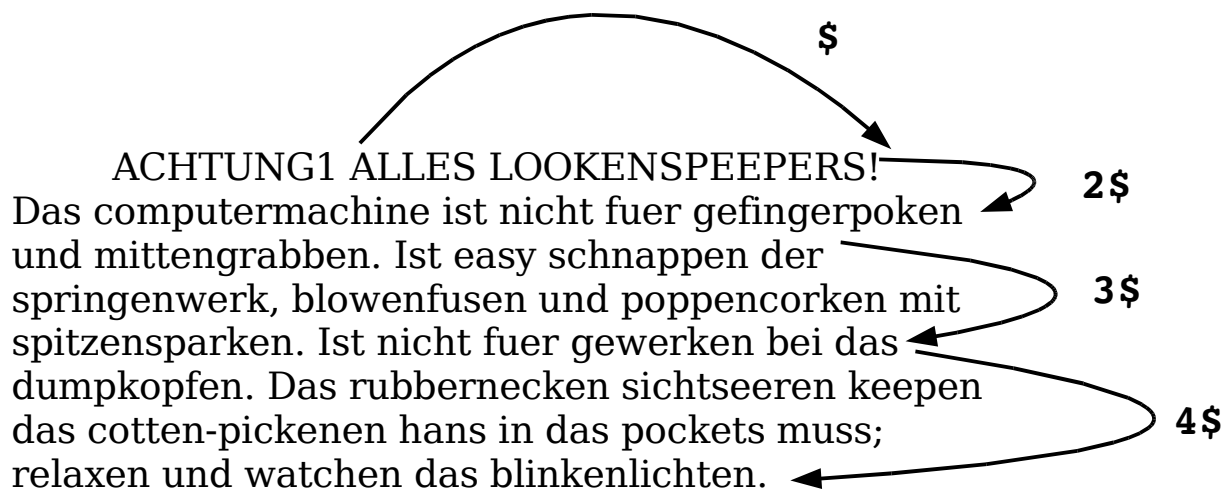 $
ACHTUNG1 ALLES LOOKENSPEEPERS!
2$
Das computermachine ist nicht fuer gefingerpoken
und mittengrabben. Ist easy schnappen der
springenwerk, blowenfusen und poppencorken mit
3$
spitzensparken. Ist nicht fuer gewerken bei das
dumpkopfen. Das rubbernecken sichtseeren keepen
das cotten-pickenen hans in das pockets muss;
4$
relaxen und watchen das blinkenlichten.